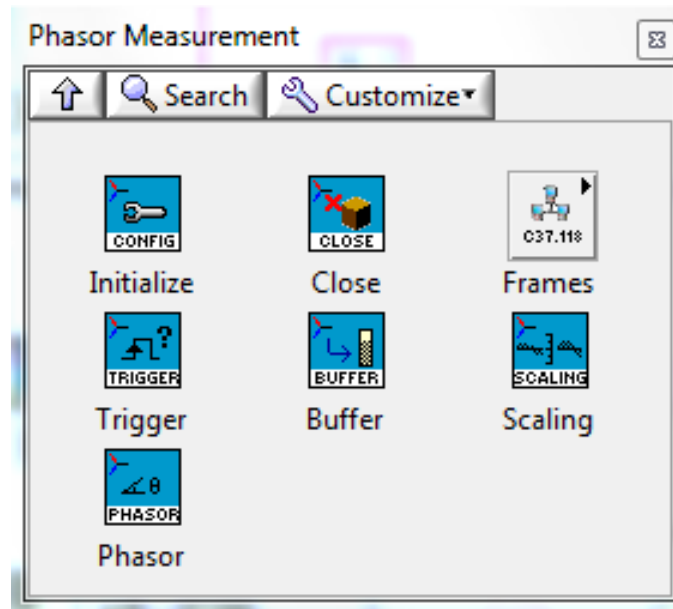 Phasor Measurement
Search Customize
CONFIG CLOSE C37.118
Initialize Close Frames
TRIGGER BUFFER SCALING
Trigger Buffer Scaling
θ
PHASOR
Phasor